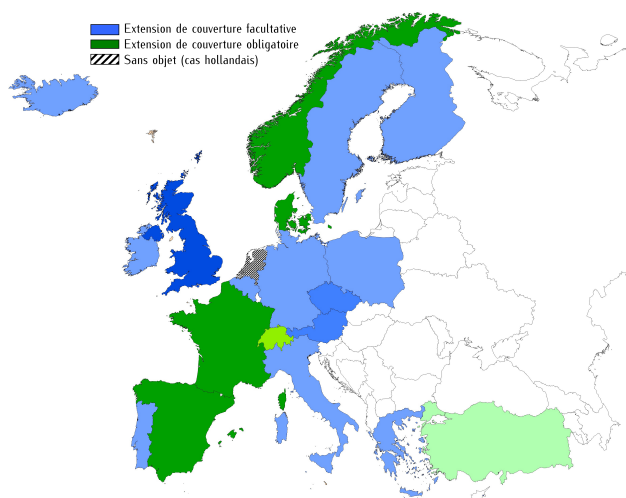 Extension de couverture facultative
Extension de couverture obligatoire
Sans objet (cas hollandais)